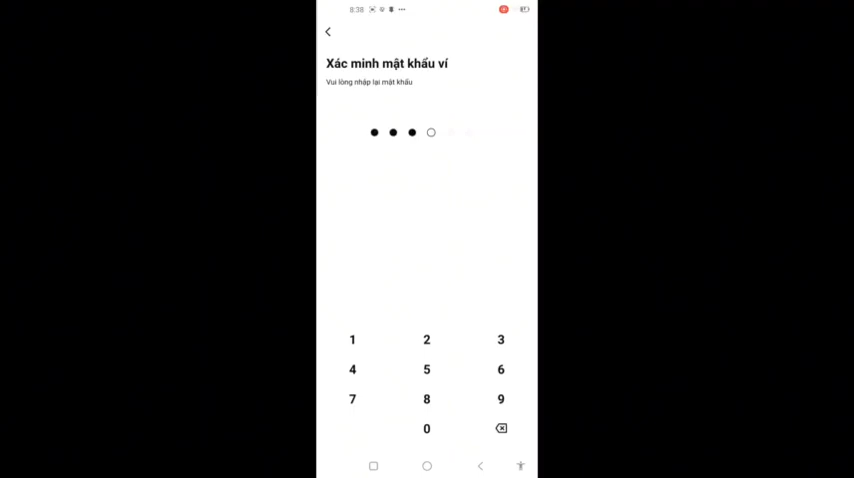 8:38
Xác minh mật khẩu ví
Vui lòng nhập lại mật khẩu
1 2 3
4 5 6
7 8 9
0